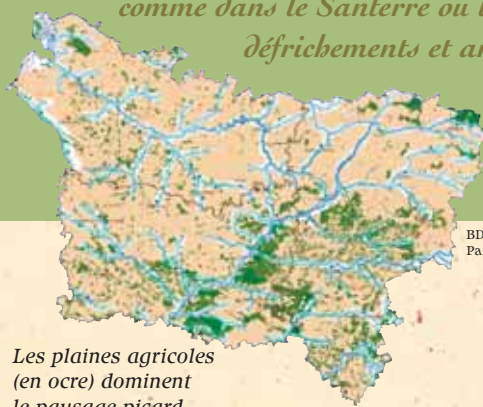 comme dans le Santerre ou
défrichements et
BD
Pa
Les plaines agricoles
(en ocre) dominent
le paysage picard